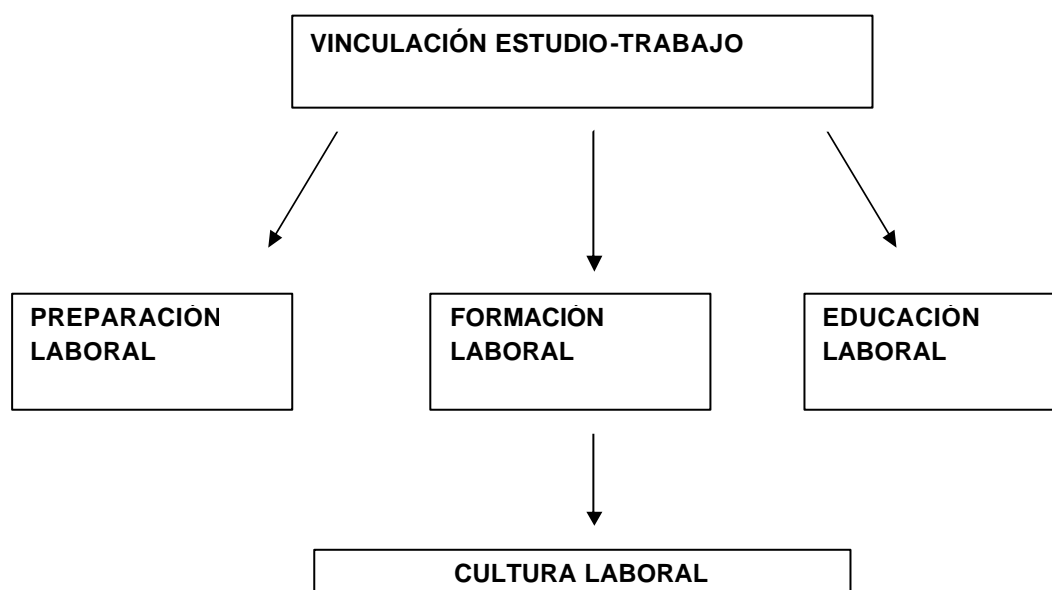 VINCULACIÓN ESTUDIO-TRABAJO
PREPARACIÓN
LABORAL
FORMACIÓN
LABORAL
EDUCACIÓN
LABORAL
CULTURA LABORAL